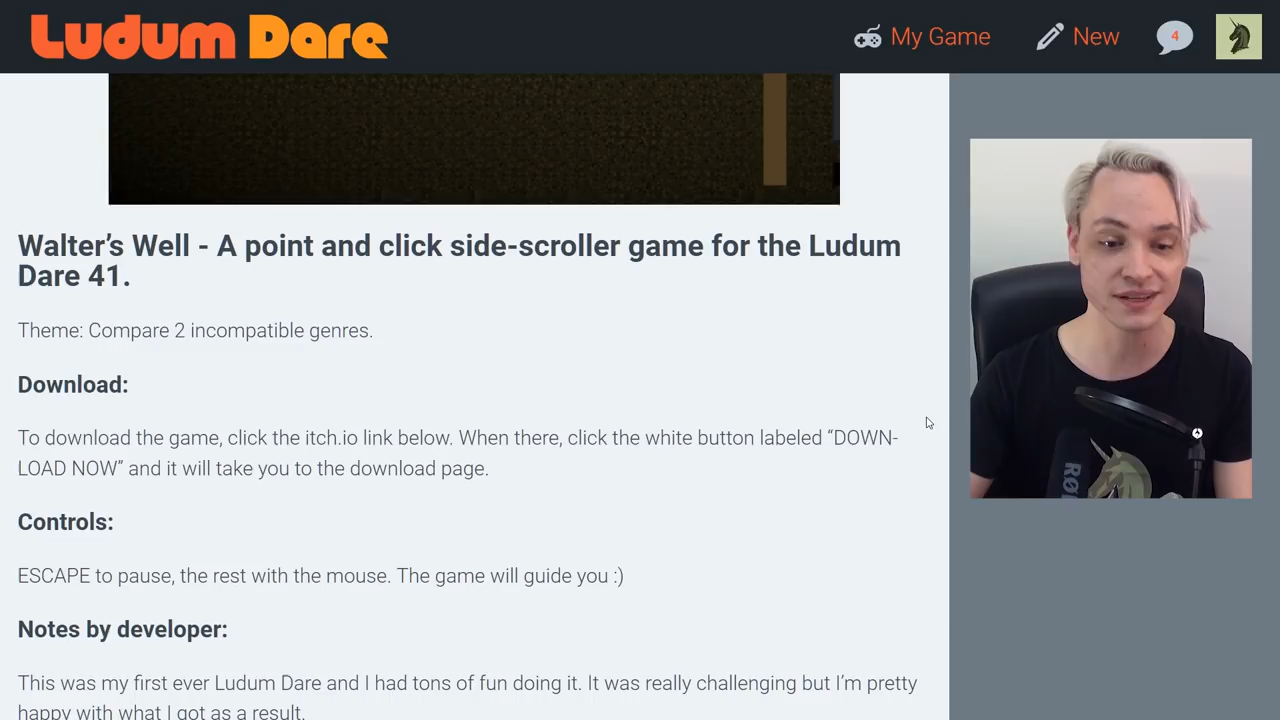 Ludum Dare
My Game
New
4
Walter’s Well - A point and click side-scroller game for the Ludum
Dare 41.
Theme: Compare 2 incompatible genres.
Download:
To download the game, click the itch.io link below. When there, click the white button labeled “DOWN-
LOAD NOW” and it will take you to the download page.
Controls:
ESCAPE to pause, the rest with the mouse. The game will guide you :)
Notes by developer:
This was my first ever Ludum Dare and I had tons of fun doing it. It was really challenging but I’m pretty
happy with what I got as a result.